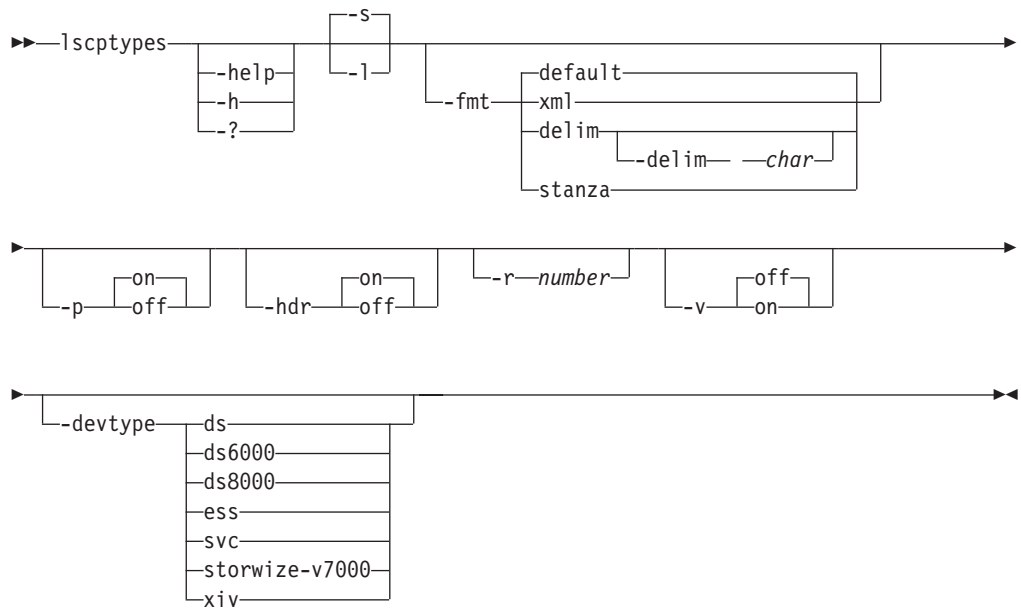 -s
lscptypes
-help
-l
-h
-?
default
-fmt
xml
delim
-delim char
stanza
on
on
off
-p
off
-hdr
off
-r number
-v
on
-devtype
ds
ds6000
ds8000
ess
svc
storwize-v7000
xiv